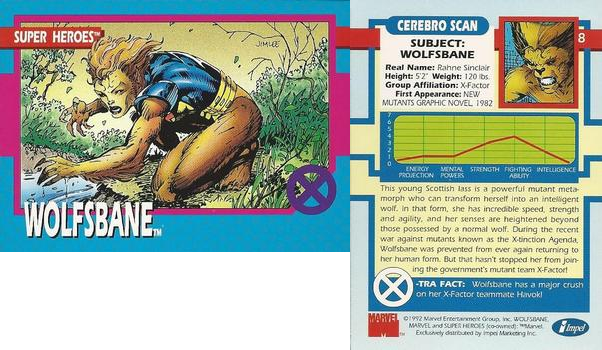 SUPER HEROES™
JIM LEE
WOLFSBANE™
CEREBRO SCAN
8
SUBJECT:
WOLFSBANE
Real Name: Rahne Sinclair
Height: 5'2" Weight: 120 lbs.
Group Affiliation: X-Factor
First Appearance: NEW
MUTANTS GRAPHIC NOVEL, 1982
7
6
5
4
3
2
1
0
ENERGY PROJECTION
MENTAL POWERS
STRENGTH
FIGHTING ABILITY
INTELLIGENCE
This young Scottish lass is a powerful mutant meta-
morph who can transform herself into an intelligent
wolf. in that form, she has incredible speed, strength
and agility, and her senses are heightened beyond
those possessed by a normal wolf. During the recent
war against mutants known as the X-tinction Agenda,
Wolfsbane was prevented from ever again returning
to her human form. But that hasn't stopped her from join-
ing the government's mutant team X-Factor!
X-TRA FACT: Wolfsbane has a major crush
on her X-Factor teammate Havok!
MARVEL
©1992 Marvel Entertainment Group, Inc. WOLFSBANE,
MARVEL and SUPER HEROES (co-owned): ™Marvel.
Exclusively distributed by Impel Marketing Inc.
impel